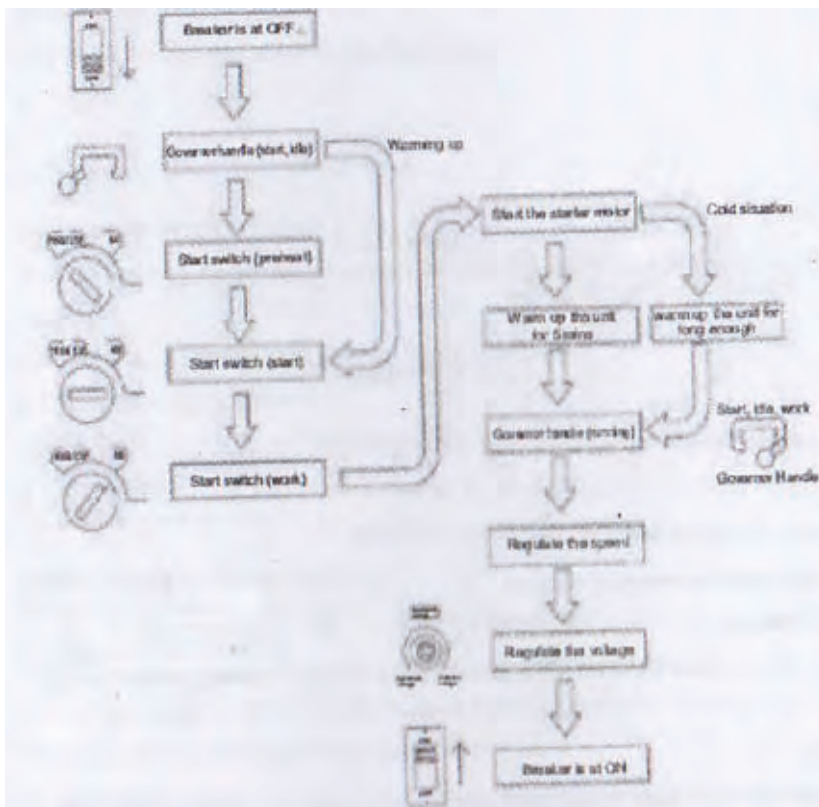 Breaker is at OFF
Governor handle (start, idle)
Warming up
Start switch (preheat)
Start switch (start)
Start switch (work)
Start the starter motor
Cold situation
Warm up the unit
for 5mins
warm up the unit for
long enough
Governor handle (running)
Start, idle, work
Governor Handle
Regulate the speed
Regulate the voltage
Breaker is at ON